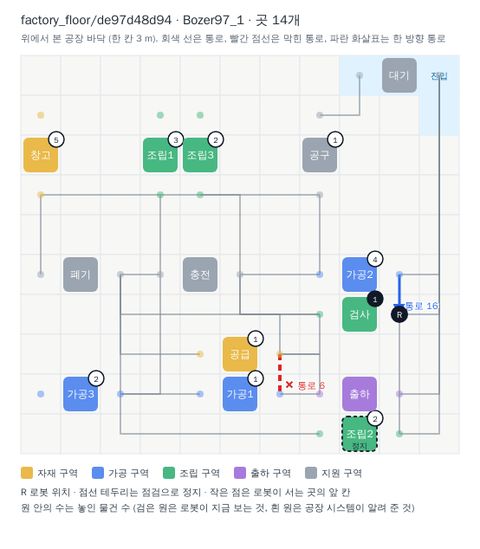 factory_floor/de97d48d94 · Bozer97_1 · 곳 14개
위에서 본 공장 바닥 (한 칸 3 m). 회색 선은 통로, 빨간 점선은 막힌 통로, 파란 화살표는 한 방향 통로
대기
전립
5
창고
3
조립1
2
조립3
1
공구
폐기
충전
4
가공2
1
검사
R
통로 16
1
공급
2
가공3
1
가공1
통로 6
출하
2
조립2
정지
자재 구역
가공 구역
조립 구역
출하 구역
지원 구역
R 로봇 위치 · 점선 테두리는 점검으로 정지 · 작은 점은 로봇이 서는 곳의 앞 칸
원 안의 수는 놓인 물건 수 (검은 원은 로봇이 지금 보는 것, 흰 원은 공장 시스템이 알려 준 것)